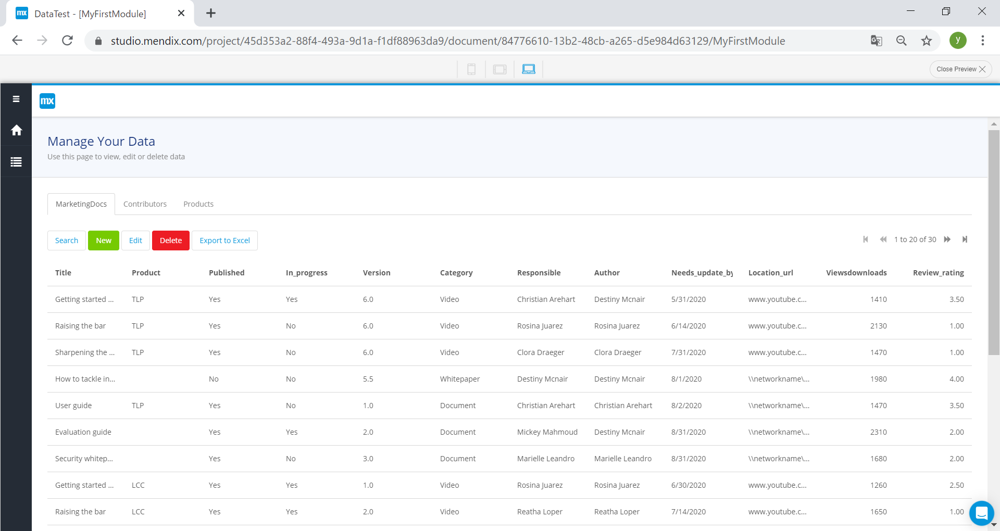 mx DataTest - [MyFirstModule]
studio.mendix.com/project/45d353a2-88f4-493a-9d1a-f1df88963da9/document/84776610-13b2-48cb-a265-d5e984d63129/MyFirstModule y
Close Preview
mx
Manage Your Data
Use this page to view, edit or delete data
MarketingDocs Contributors Products
Search New Edit Delete Export to Excel 1 to 20 of 30
Title Product Published In_progress Version Category Responsible Author Needs_update_by Location_url Viewsdownloads Review_rating
Getting started ... TLP Yes Yes 6.0 Video Christian Arehart Destiny Mcnair 5/31/2020 www.youtube.c... 1410 3.50
Raising the bar TLP Yes No 6.0 Video Rosina Juarez Rosina Juarez 6/14/2020 www.youtube.c... 2130 1.00
Sharpening the ... TLP Yes No 6.0 Video Clora Draeger Clora Draeger 7/31/2020 www.youtube.c... 1470 1.00
How to tackle in... No No 5.5 Whitepaper Destiny Mcnair Destiny Mcnair 8/1/2020 \\networkname\... 1980 4.00
User guide TLP Yes No 1.0 Document Christian Arehart Christian Arehart 8/2/2020 \\networkname\... 1470 3.50
Evaluation guide Yes Yes 2.0 Document Mickey Mahmoud Destiny Mcnair 8/31/2020 \\networkname\... 2310 2.00
Security whitep... Yes No 3.0 Document Marielle Leandro Marielle Leandro 8/31/2020 \\networkname\... 1680 2.00
Getting started ... LCC Yes Yes 1.0 Video Rosina Juarez Rosina Juarez 6/30/2020 www.youtube.c... 1260 2.50
Raising the bar LCC Yes Yes 2.0 Video Reatha Loper Reatha Loper 7/14/2020 www.youtube.c... 1650 1.00